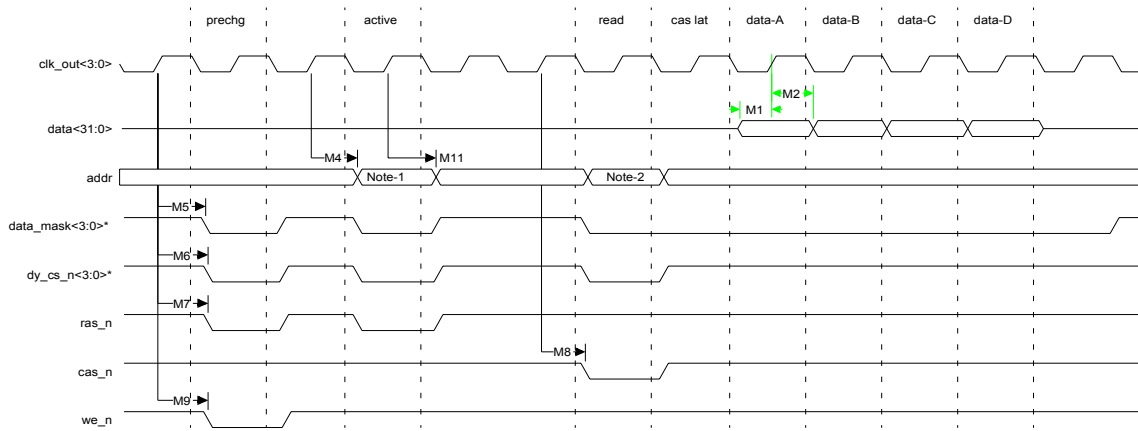 prechg active read cas lat data-A data-B data-C data-D
clk_out<3:0>
M2
M1
data<31:0>
M4 M11
addr Note-1 Note-2
M5
data_mask<3:0>*
M6
dy_cs_n<3:0>*
M7
ras_n
M8
cas_n
M9
we_n